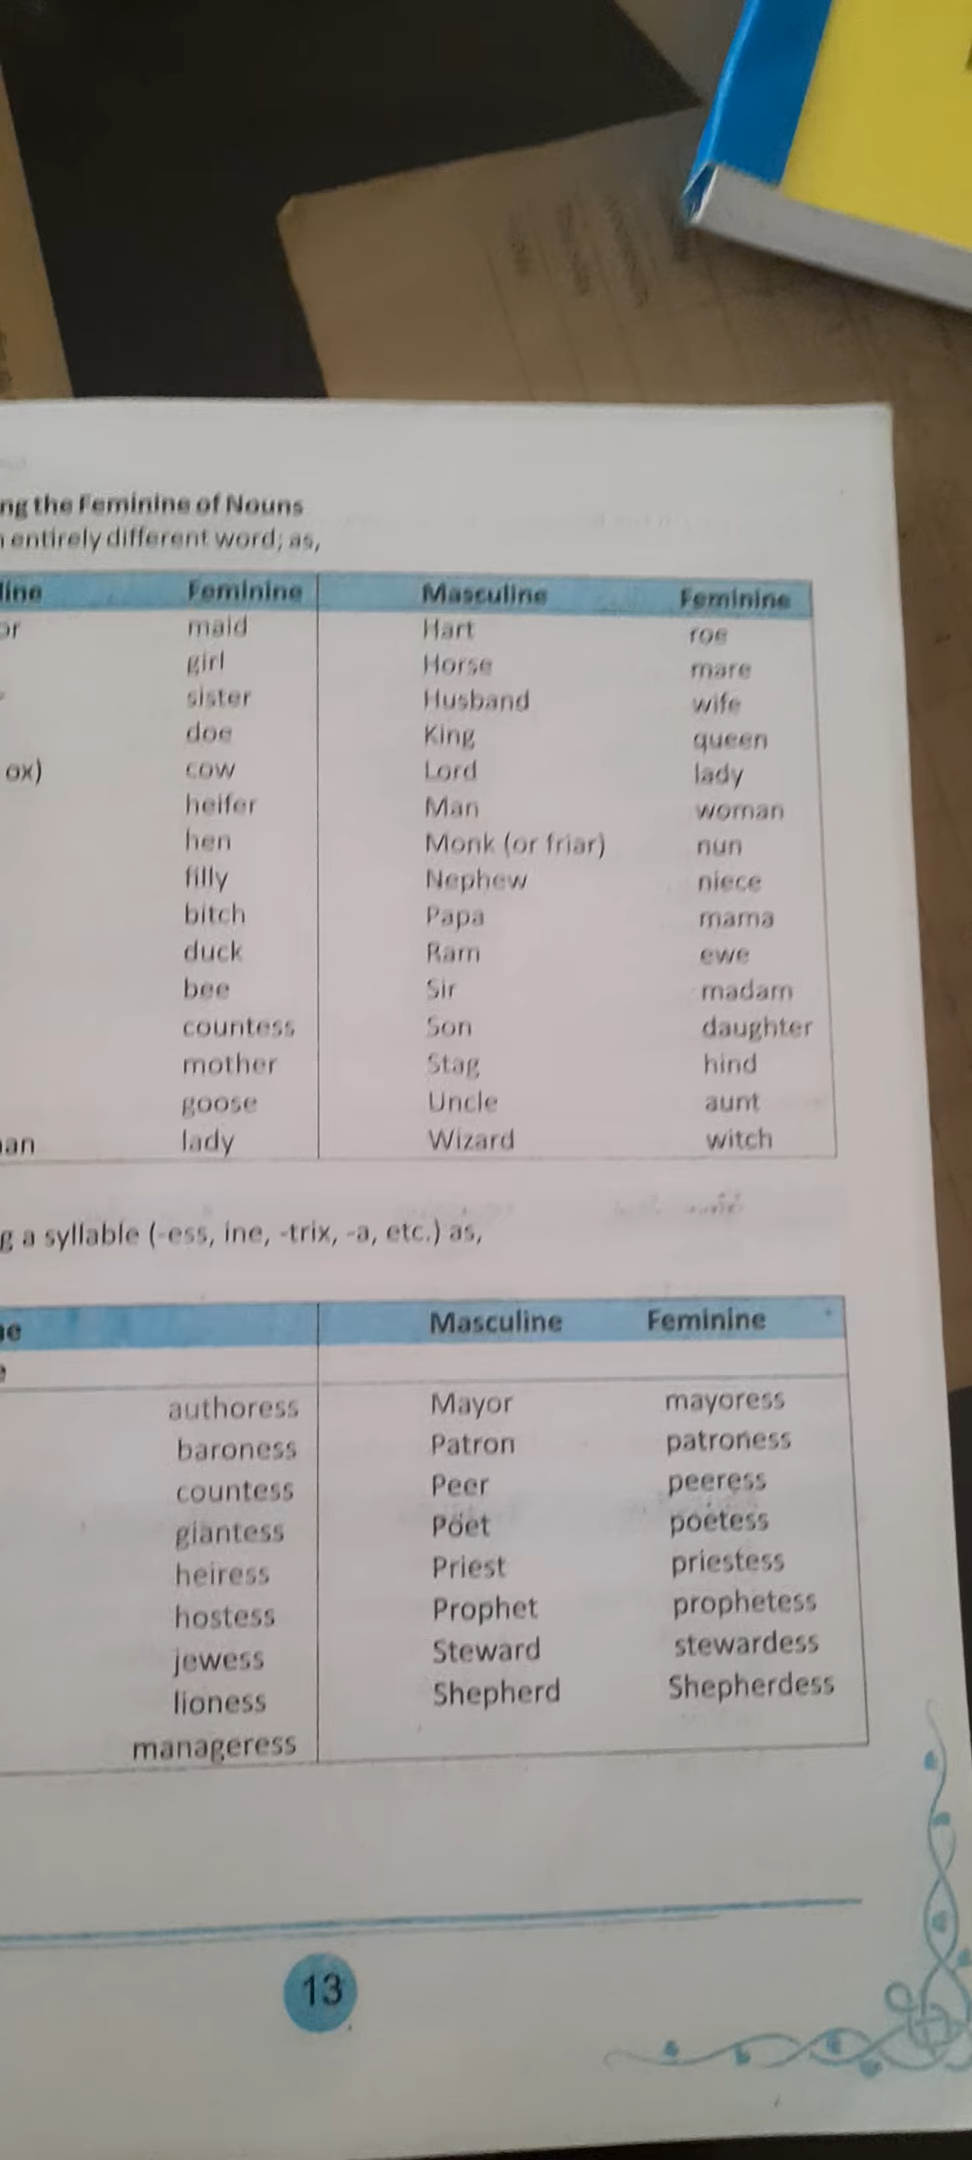 ng the Feminine of Nouns
entirely different word; as,
line Feminine Masculine Feminine
or maid Hart roe
girl Horse mare
sister Husband wife
doe King queen
ox) cow Lord lady
heifer Man woman
hen Monk (or friar) nun
filly Nephew niece
bitch Papa mama
duck Ram ewe
bee Sir madam
countess Son daughter
mother Stag hind
goose Uncle aunt
an lady Wizard witch
g a syllable (-ess, ine, -trix, -a, etc.) as,
e Masculine Feminine
e
authoress Mayor mayoress
baroness Patron patroness
countess Peer peeress
giantess Poet poetess
heiress Priest priestess
hostess Prophet prophetess
jewess Steward stewardess
lioness Shepherd Shepherdess
manageress
13